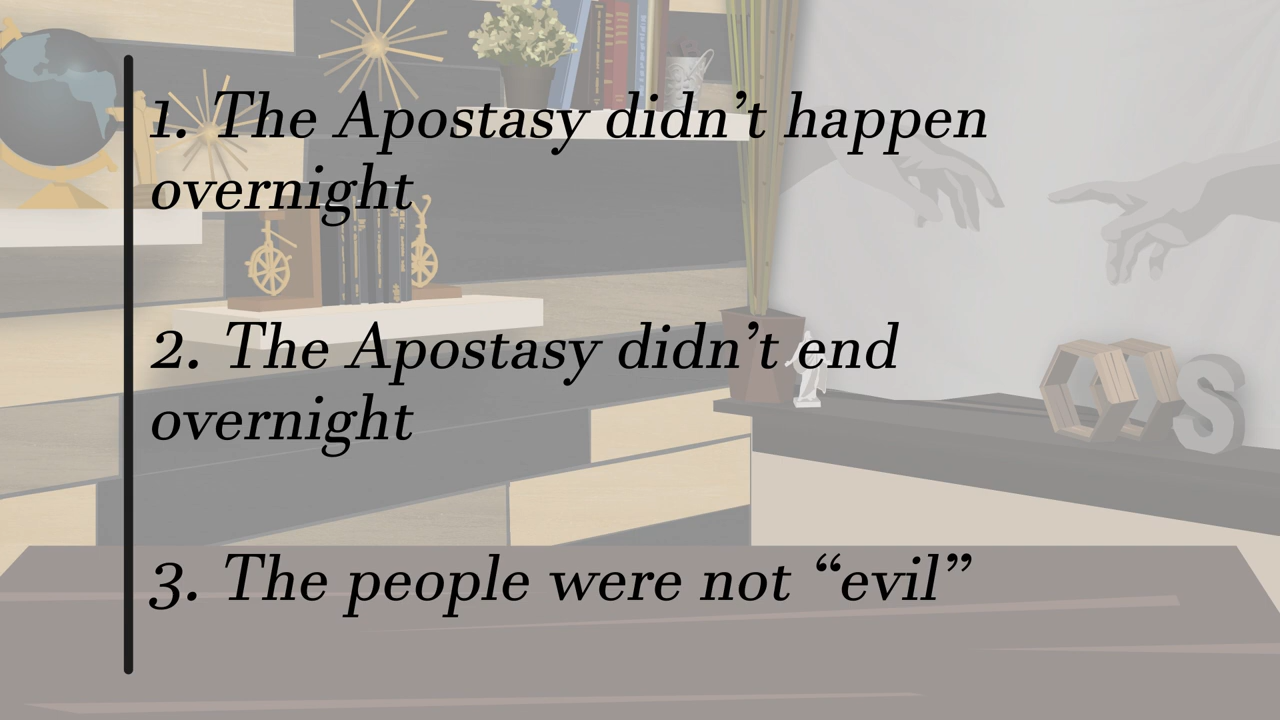 1. The Apostasy didn’t happen
overnight
2. The Apostasy didn’t end
overnight
3. The people were not “evil”
S